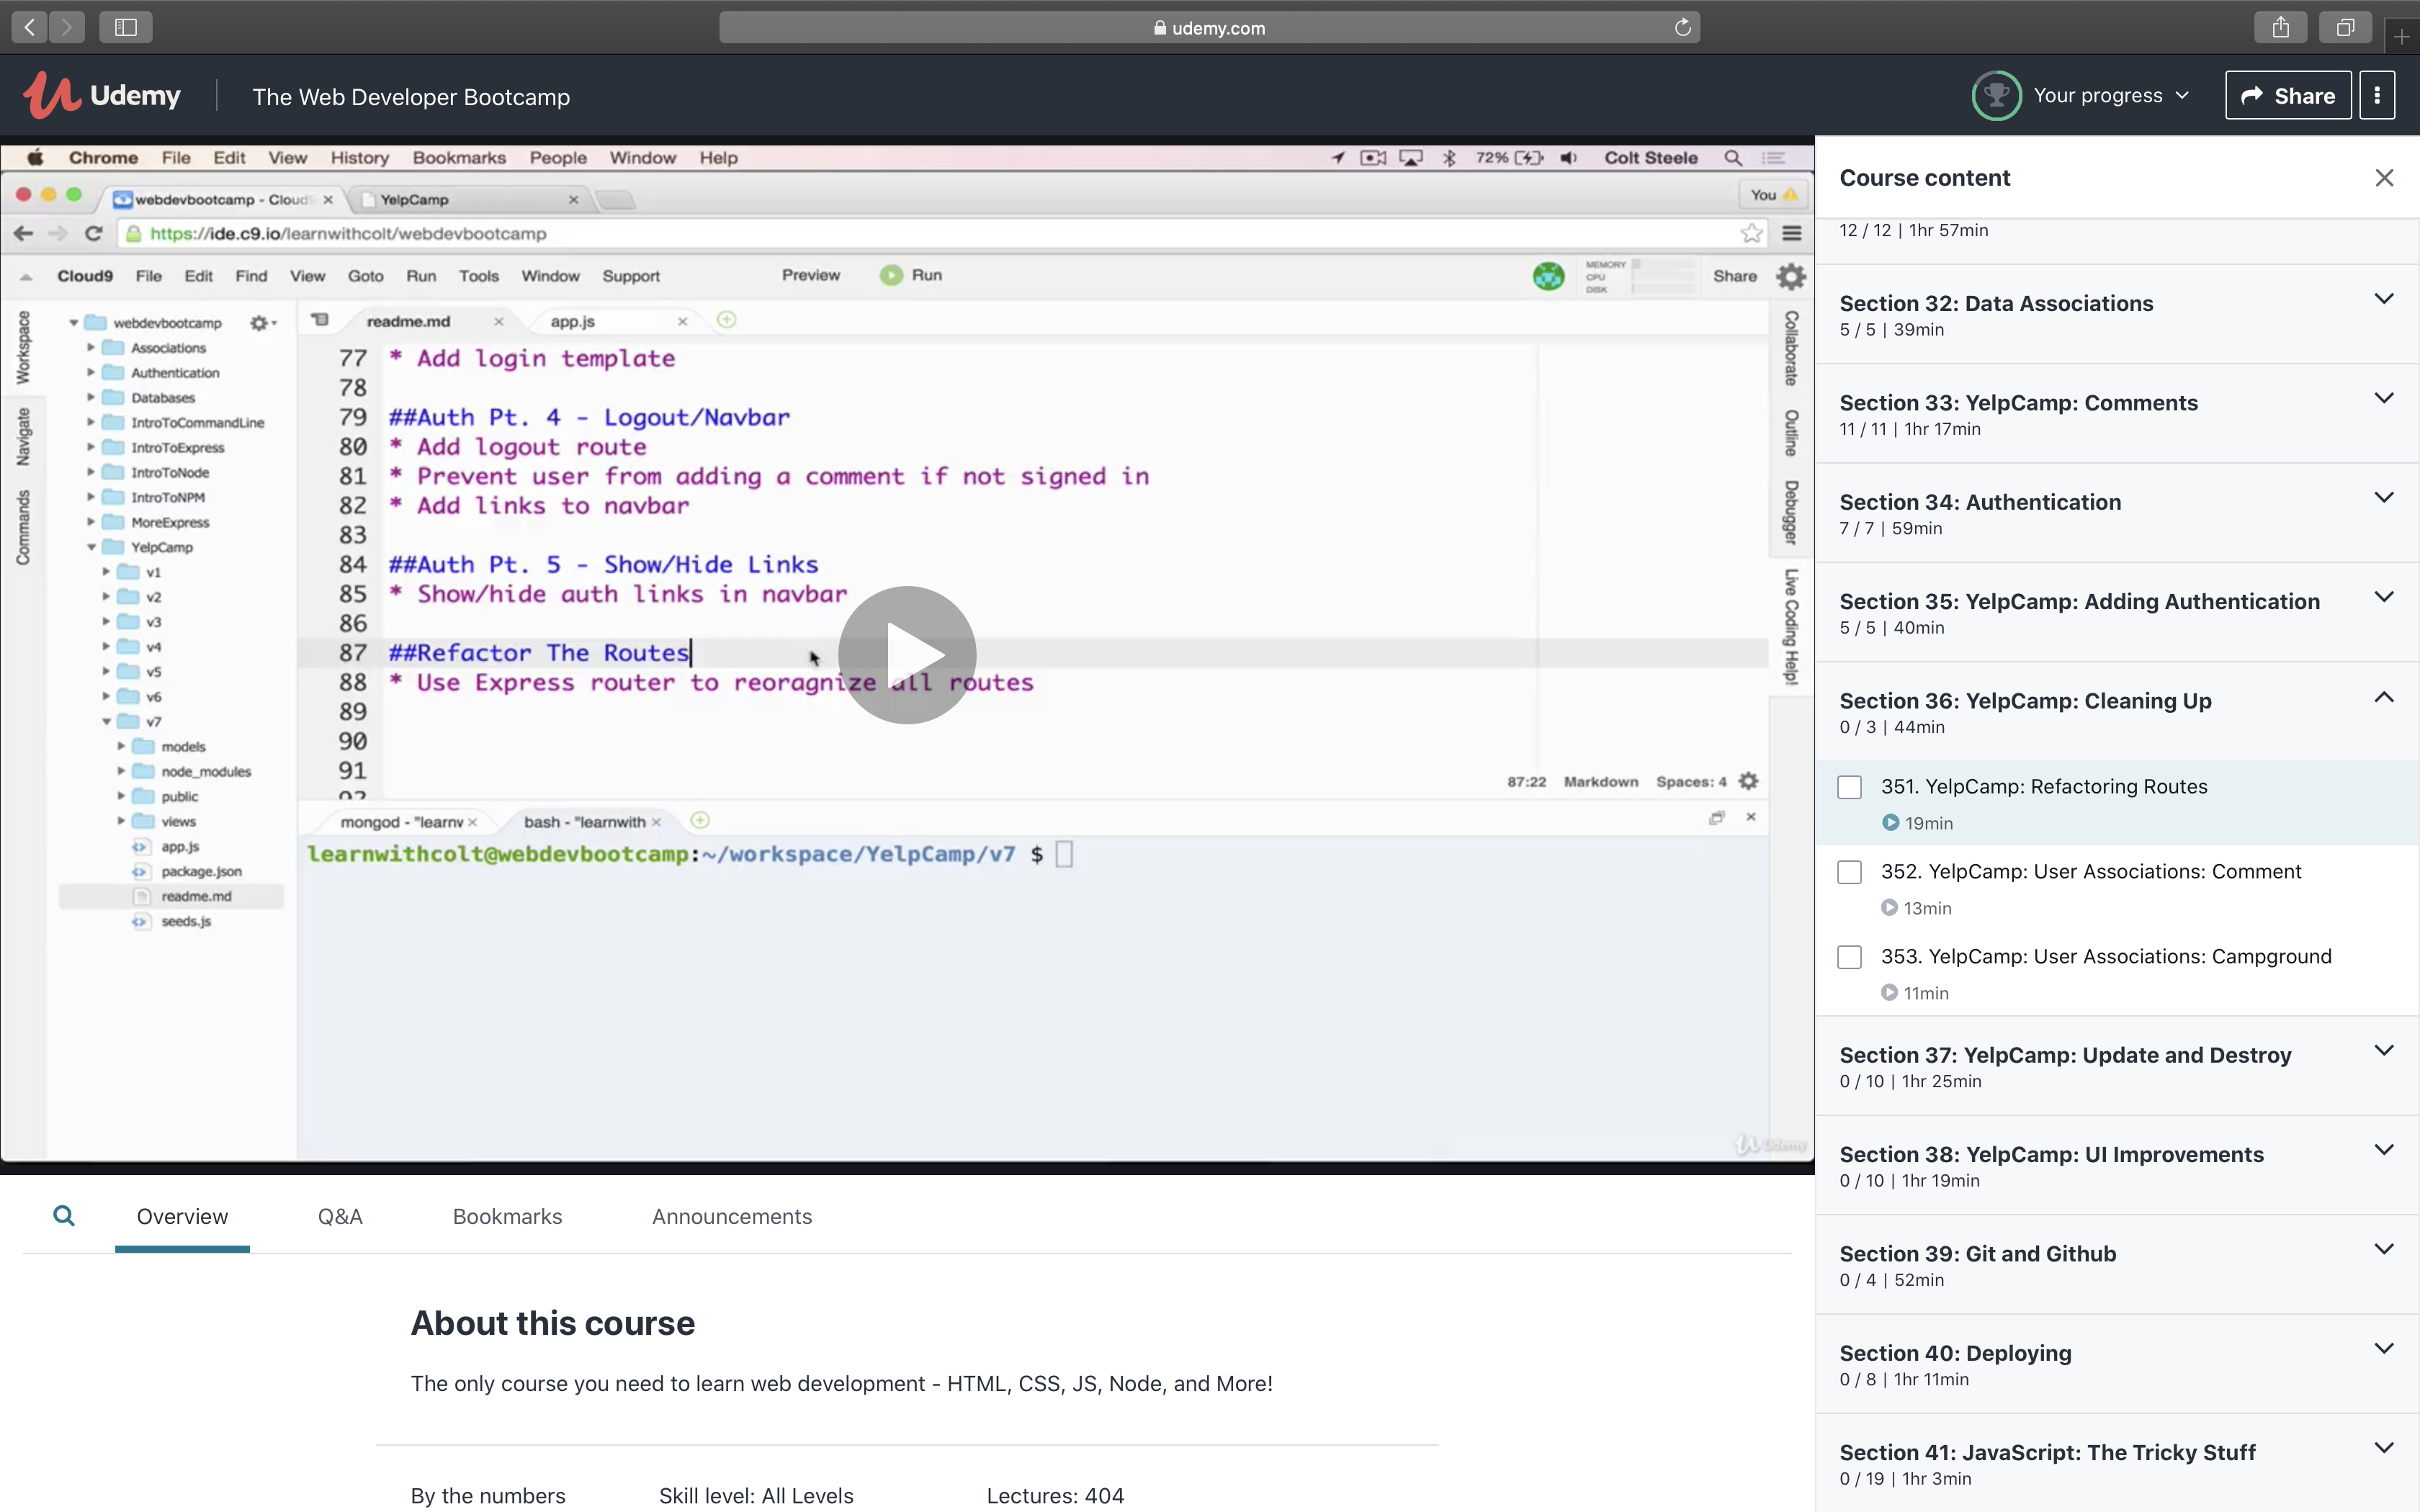 udemy.com
Udemy
The Web Developer Bootcamp
Your progress
Share
Chrome File Edit View History Bookmarks People Window Help
72%
Colt Steele
webdevbootcamp - Cloud9
YelpCamp
You
https://ide.c9.io/learnwithcolt/webdevbootcamp
Cloud9 File Edit Find View Goto Run Tools Window Support
Preview
Run
MEMORY
CPU
DISK
Share
Workspace
Navigate
Commands
webdevbootcamp
Associations
Authentication
Databases
IntroToCommandLine
IntroToExpress
IntroToNode
IntroToNPM
MoreExpress
YelpCamp
v1
v2
v3
v4
v5
v6
v7
models
node_modules
public
views
app.js
package.json
readme.md
seeds.js
readme.md
app.js
77 * Add login template
78
79 ##Auth Pt. 4 - Logout/Navbar
80 * Add logout route
81 * Prevent user from adding a comment if not signed in
82 * Add links to navbar
83
84 ##Auth Pt. 5 - Show/Hide Links
85 * Show/hide auth links in navbar
86
87 ##Refactor The Routes
88 * Use Express router to reoragnize all routes
89
90
91
92
87:22 Markdown Spaces: 4
Collaborate
Outline
Debugger
Live Coding Help!
mongod - "learnw
bash - "learnwith
learnwithcolt@webdevbootcamp:~/workspace/YelpCamp/v7 $
Udemy
Overview
Q&A
Bookmarks
Announcements
About this course
The only course you need to learn web development - HTML, CSS, JS, Node, and More!
By the numbers
Skill level: All Levels
Lectures: 404
Course content
12 / 12 | 1hr 57min
Section 32: Data Associations
5 / 5 | 39min
Section 33: YelpCamp: Comments
11 / 11 | 1hr 17min
Section 34: Authentication
7 / 7 | 59min
Section 35: YelpCamp: Adding Authentication
5 / 5 | 40min
Section 36: YelpCamp: Cleaning Up
0 / 3 | 44min
351. YelpCamp: Refactoring Routes
19min
352. YelpCamp: User Associations: Comment
13min
353. YelpCamp: User Associations: Campground
11min
Section 37: YelpCamp: Update and Destroy
0 / 10 | 1hr 25min
Section 38: YelpCamp: UI Improvements
0 / 10 | 1hr 19min
Section 39: Git and Github
0 / 4 | 52min
Section 40: Deploying
0 / 8 | 1hr 11min
Section 41: JavaScript: The Tricky Stuff
0 / 19 | 1hr 3min